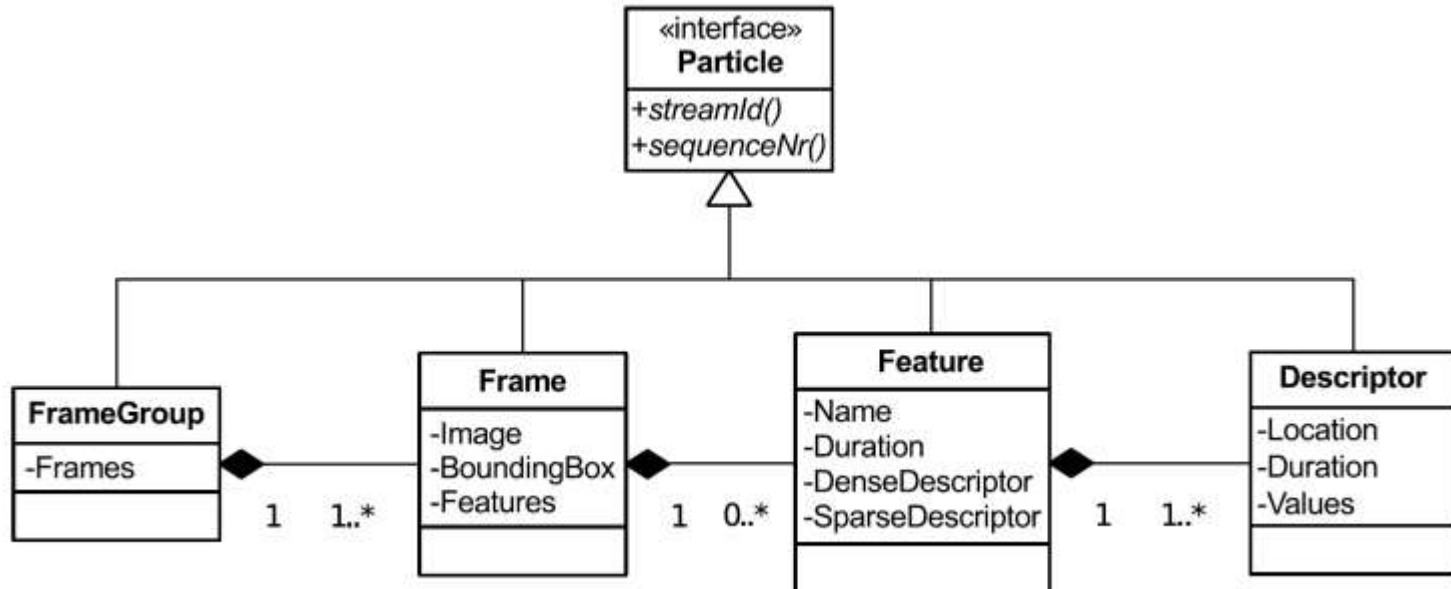 «interface»
Particle
+streamId()
+sequenceNr()
FrameGroup
-Frames
1 1..*
Frame
-Image
-BoundingBox
-Features
1 0..*
Feature
-Name
-Duration
-DenseDescriptor
-SparseDescriptor
1 1..*
Descriptor
-Location
-Duration
-Values